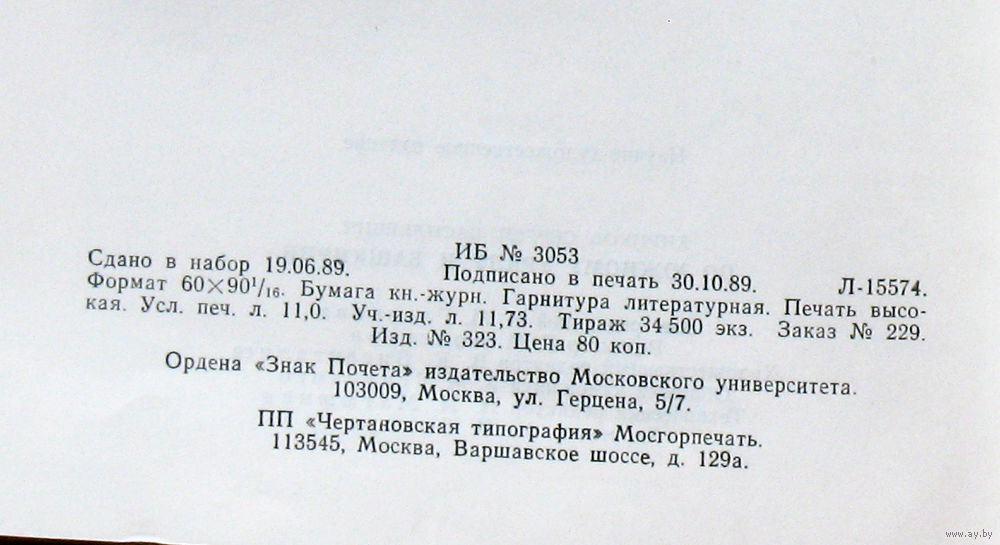 ИБ № 3053
Сдано в набор 19.06.89. Подписано в печать 30.10.89. Л-15574.
Формат 60×90¹/₁₆. Бумага кн.-журн. Гарнитура литературная. Печать высо-
кая. Усл. печ. л. 11,0. Уч.-изд. л. 11,73. Тираж 34 500 экз. Заказ № 229.
Изд. № 323. Цена 80 коп.
Ордена «Знак Почета» издательство Московского университета.
103009, Москва, ул. Герцена, 5/7.
ПП «Чертановская типография» Мосгорпечать.
113545, Москва, Варшавское шоссе, д. 129а.
www.ay.by